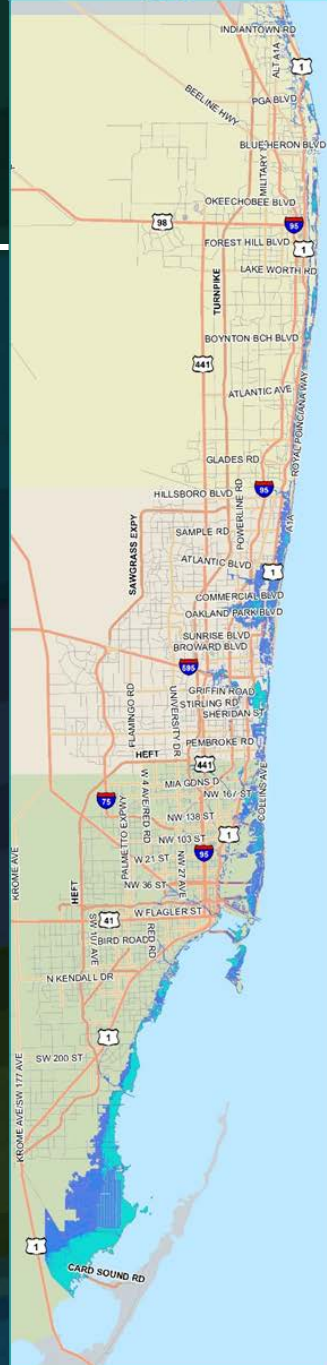 INDIANTOWN RD
ALT A1A
1
BEELINE HWY
PGA BLVD
BLUE HERON BLVD
MILITARY
OKEECHOBEE BLVD
98
95
FOREST HILL BLVD
1
LAKE WORTH RD
TURNPIKE
BOYNTON BCH BLVD
441
ATLANTIC AVE
ROYAL POINCIANA WAY
GLADES RD
95
HILLSBORO BLVD
POWERLINE RD
A1A
SAWGRASS EXPY
SAMPLE RD
ATLANTIC BLVD
1
COMMERCIAL BLVD
OAKLAND PARK BLVD
SUNRISE BLVD
BROWARD BLVD
595
FLAMINGO RD
UNIVERSITY DR
GRIFFIN ROAD
STIRLING RD
SHERIDAN ST
PEMBROKE RD
HEFT
441
MIA GDNS D
NW 167 ST
COLLINS AVE
75
W 4 AVE/RED RD
PALMETTO EXPWY
NW 138 ST
NW 103 ST
1
W 21 ST
95
NW 27 AVE
NW 36 ST
KROME AVE
HEFT
W FLAGLER ST
41
SW 107 AVE
BIRD ROAD
RED RD
N KENDALL DR
1
SW 200 ST
KROME AVE/SW 177 AVE
1
CARD SOUND RD